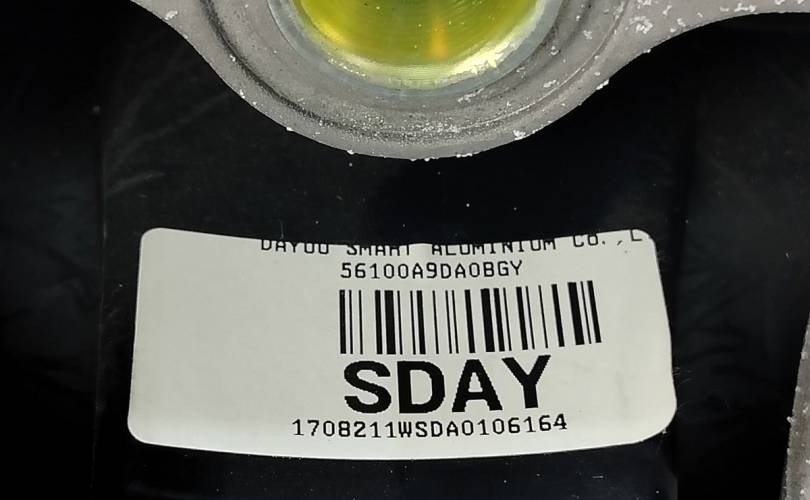 DAYOU SMART ALUMINIUM Co.,L
56100A9DA0BGY
SDAY
1708211WSDA0106164